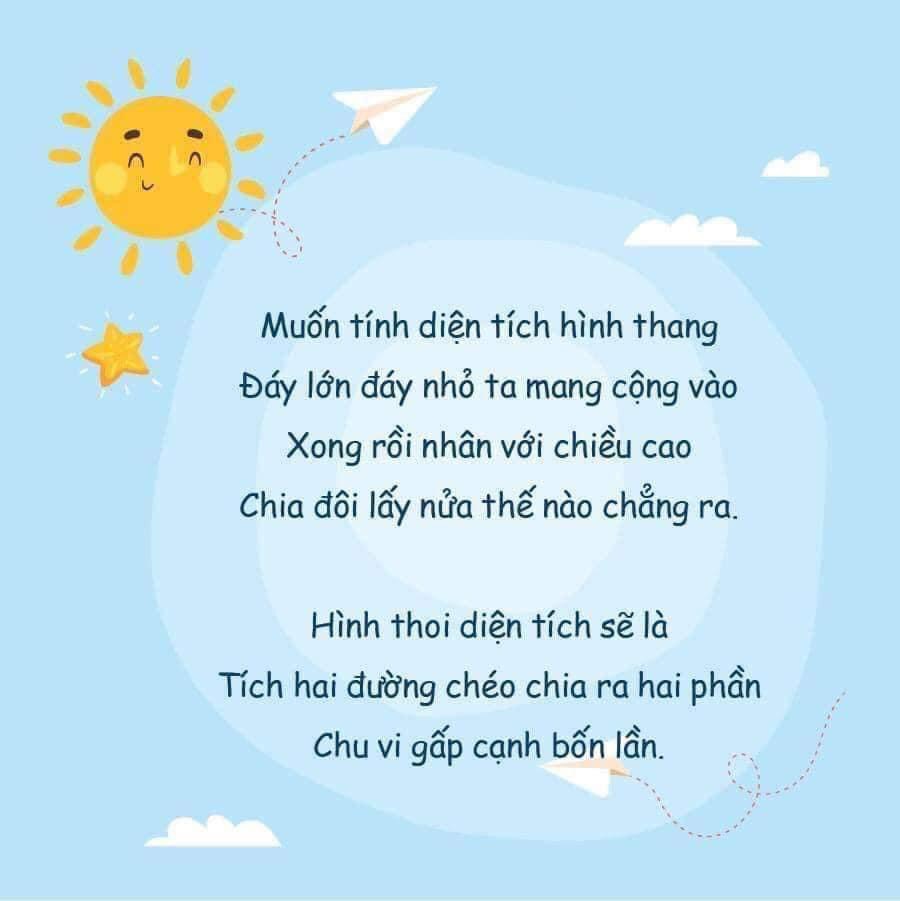 Muốn tính diện tích hình thang
Đáy lớn đáy nhỏ ta mang cộng vào
Xong rồi nhân với chiều cao
Chia đôi lấy nửa thế nào chẳng ra.
Hình thoi diện tích sẽ là
Tích hai đường chéo chia ra hai phần
Chu vi gấp cạnh bốn lần.